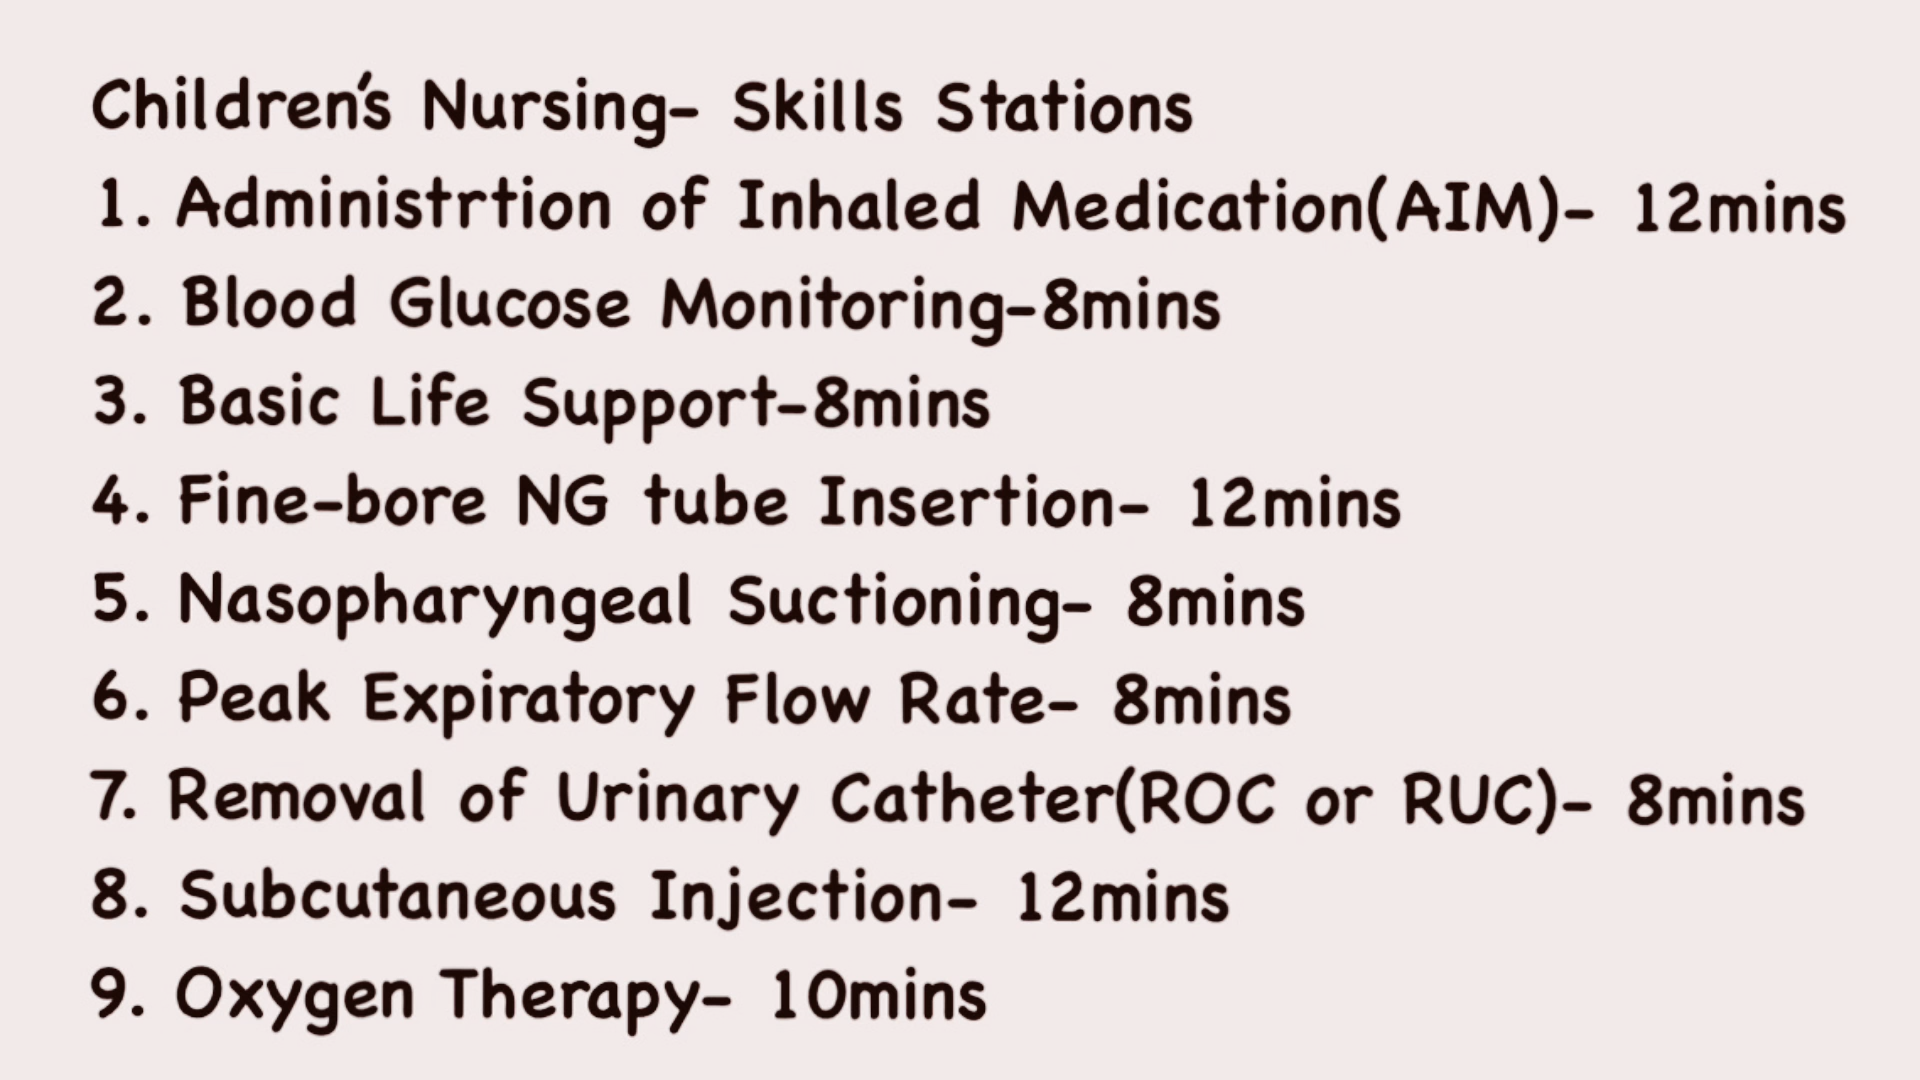 Children's Nursing- Skills Stations
1. Administrtion of Inhaled Medication(AIM)- 12mins
2. Blood Glucose Monitoring-8mins
3. Basic Life Support-8mins
4. Fine-bore NG tube Insertion- 12mins
5. Nasopharyngeal Suctioning- 8mins
6. Peak Expiratory Flow Rate- 8mins
7. Removal of Urinary Catheter(ROC or RUC)- 8mins
8. Subcutaneous Injection- 12mins
9. Oxygen Therapy- 10mins